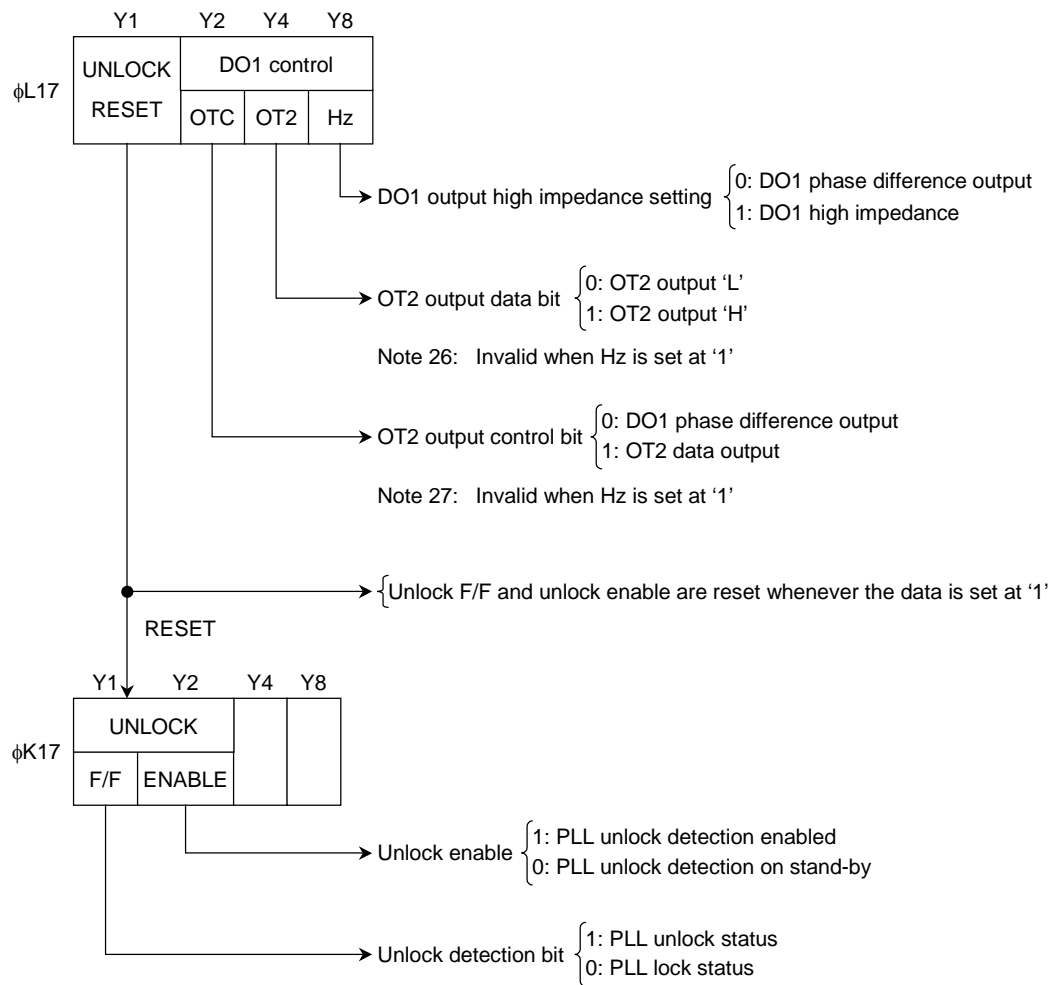 Y1 Y2 Y4 Y8
ϕL17
UNLOCK
RESET
DO1 control
OTC OT2 Hz
DO1 output high impedance setting
0: DO1 phase difference output
1: DO1 high impedance
OT2 output data bit
0: OT2 output ‘L’
1: OT2 output ‘H’
Note 26: Invalid when Hz is set at ‘1’
OT2 output control bit
0: DO1 phase difference output
1: OT2 data output
Note 27: Invalid when Hz is set at ‘1’
Unlock F/F and unlock enable are reset whenever the data is set at ‘1’
RESET
Y1 Y2 Y4 Y8
ϕK17
UNLOCK
F/F ENABLE
Unlock enable
1: PLL unlock detection enabled
0: PLL unlock detection on stand-by
Unlock detection bit
1: PLL unlock status
0: PLL lock status